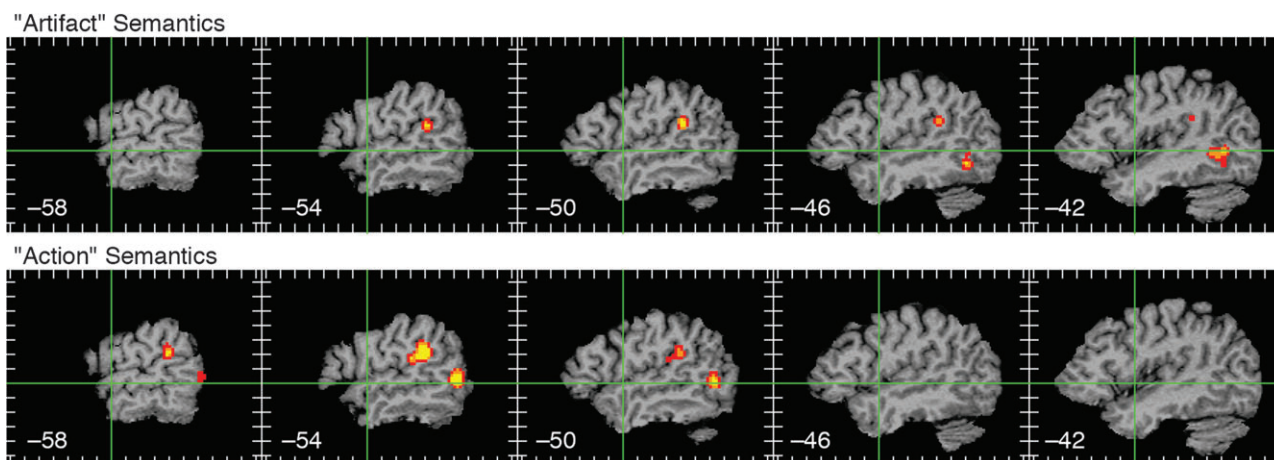 "Artifact" Semantics
–58 –54 –50 –46 –42
"Action" Semantics
–58 –54 –50 –46 –42